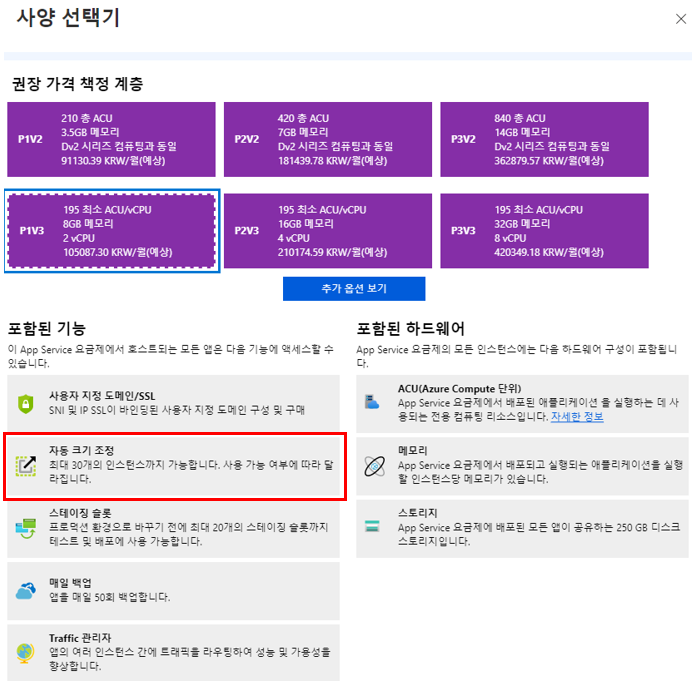 사양 선택기
권장 가격 책정 계층
P1V2
210 총 ACU
3.5GB 메모리
Dv2 시리즈 컴퓨팅과 동일
91130.39 KRW/월(예상)
P2V2
420 총 ACU
7GB 메모리
Dv2 시리즈 컴퓨팅과 동일
181439.78 KRW/월(예상)
P3V2
840 총 ACU
14GB 메모리
Dv2 시리즈 컴퓨팅과 동일
362879.57 KRW/월(예상)
P1V3
195 최소 ACU/vCPU
8GB 메모리
2 vCPU
105087.30 KRW/월(예상)
P2V3
195 최소 ACU/vCPU
16GB 메모리
4 vCPU
210174.59 KRW/월(예상)
P3V3
195 최소 ACU/vCPU
32GB 메모리
8 vCPU
420349.18 KRW/월(예상)
추가 옵션 보기
포함된 기능
이 App Service 요금제에서 호스트되는 모든 앱은 다음 기능에 액세스할 수
있습니다.
사용자 지정 도메인/SSL
SNI 및 IP SSL이 바인딩된 사용자 지정 도메인 구성 및 구매
자동 크기 조정
최대 30개의 인스턴스까지 가능합니다. 사용 가능 여부에 따라 달
라집니다.
스테이징 슬롯
프로덕션 환경으로 바꾸기 전에 최대 20개의 스테이징 슬롯까지
테스트 및 배포에 사용 가능합니다.
매일 백업
앱을 매일 50회 백업합니다.
Traffic 관리자
앱의 여러 인스턴스 간에 트래픽을 라우팅하여 성능 및 가용성을
향상합니다.
포함된 하드웨어
App Service 요금제의 모든 인스턴스에는 다음 하드웨어 구성이 포함됩니
다.
ACU(Azure Compute 단위)
App Service 요금제에서 배포된 애플리케이션 을 실행하는 데 사
용되는 전용 컴퓨팅 리소스입니다. 자세한 정보
메모리
App Service 요금제에서 배포되고 실행되는 애플리케이션을 실행
할 인스턴스당 메모리가 있습니다.
스토리지
App Service 요금제에 배포된 모든 앱이 공유하는 250 GB 디스크
스토리지입니다.